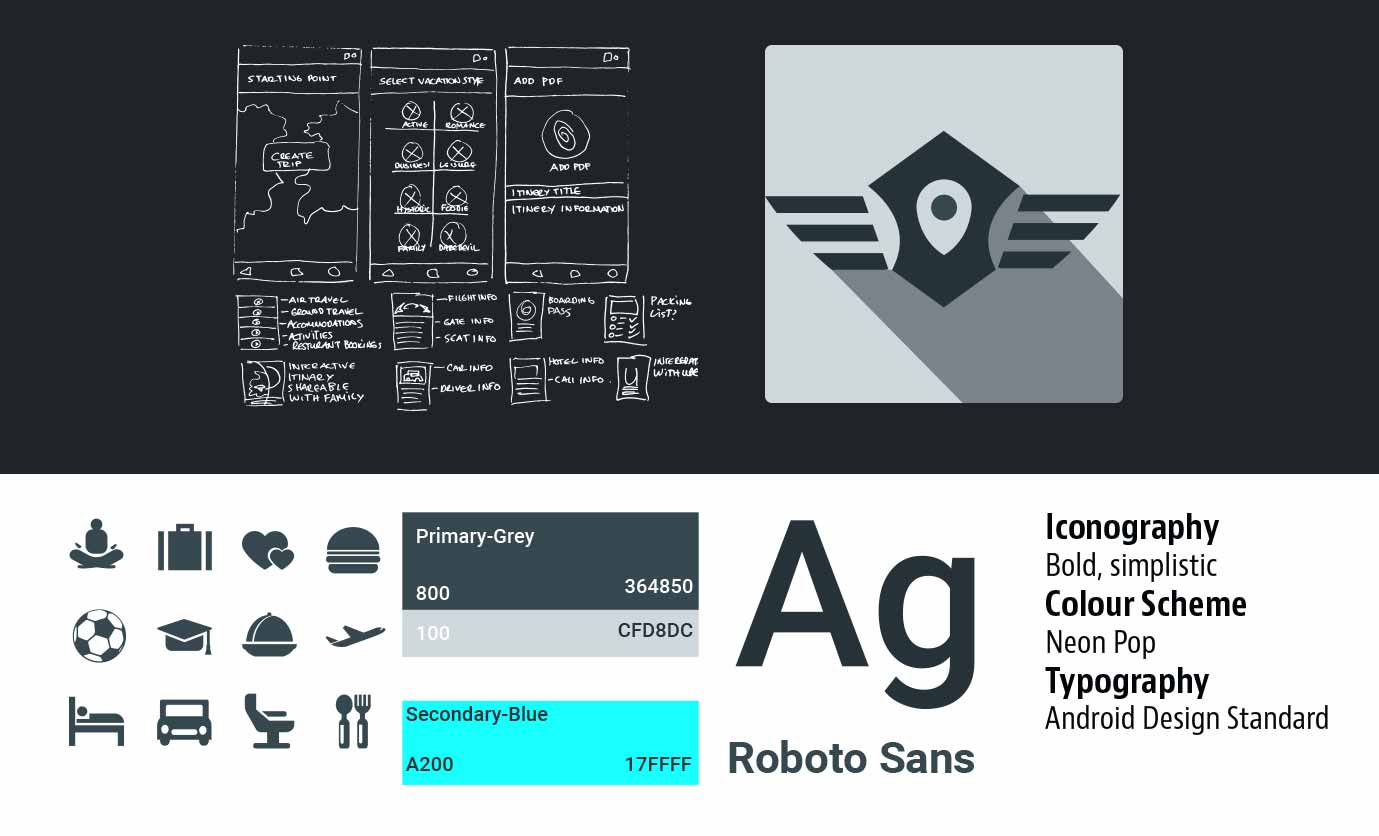 STARTING POINT
CREATE
TRIP
SELECT VACATION STYLE
ACTIVE
ROMANCE
BUSINESS
LEISURE
HISTORIC
FOODIE
FAMILY
DAREDEVIL
ADD PDF
ADD PDF
ITINERY TITLE
ITINERY INFORMATION
AIR TRAVEL
GROUND TRAVEL
ACCOMODATIONS
ACTIVITIES
RESTURANT BOOKINGS
FLIGHT INFO
GATE INFO
SEAT INFO
BOARDING
PASS
PACKING
LIST?
INTERACTIVE
ITINARY
SHAREABLE
WITH FAMILY
CAR INFO
DRIVER INFO
HOTEL INFO
CALL INFO.
WITH
Primary-Grey
800
364850
100
CFD8DC
Secondary-Blue
A200
17FFFF
Ag
Roboto Sans
Iconography
Bold, simplistic
Colour Scheme
Neon Pop
Typography
Android Design Standard